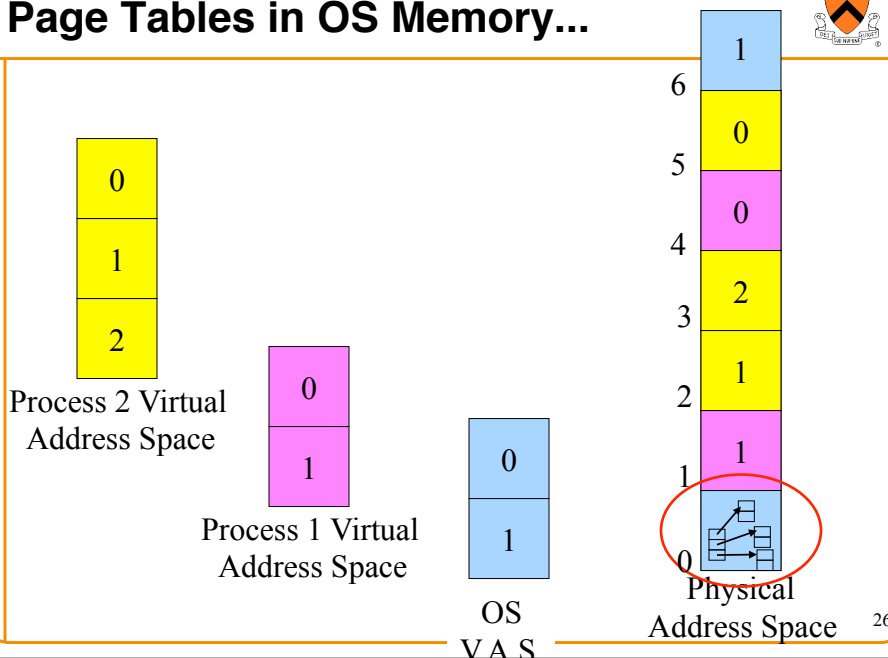 Page Tables in OS Memory...
0
1
2
Process 2 Virtual
Address Space
0
1
Process 1 Virtual
Address Space
0
1
OS
V.A.S.
1
6
0
5
0
4
2
3
1
2
1
1
0
Physical
Address Space
26